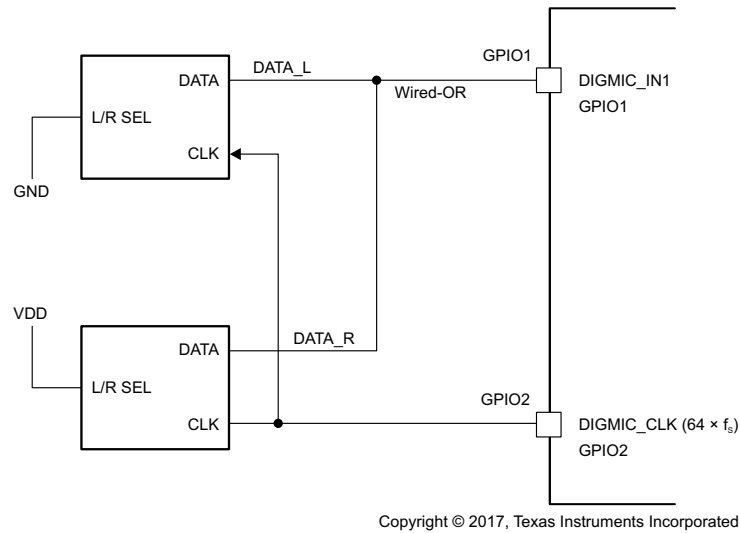 GPIO1
DATA DATA_L
Wired-OR
DIGMIC_IN1
GPIO1
L/R SEL
CLK
GND
VDD
DATA DATA_R
L/R SEL
CLK
GPIO2
DIGMIC_CLK (64 × fs)
GPIO2
Copyright © 2017, Texas Instruments Incorporated